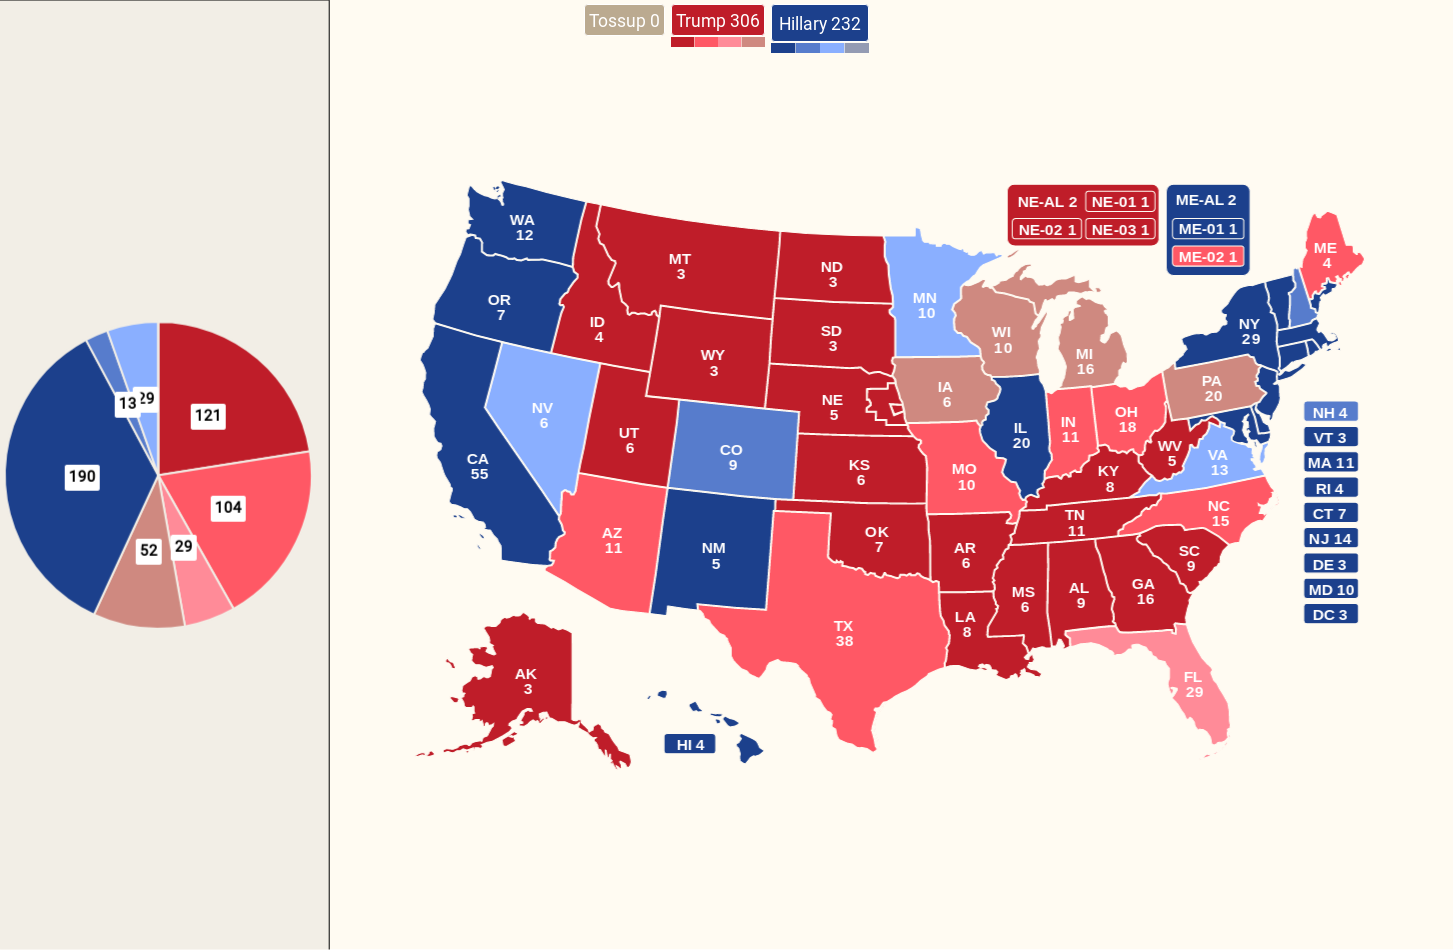 Tossup 0
Trump 306
Hillary 232
WA
12
OR
7
CA
55
NV
6
ID
4
MT
3
WY
3
UT
6
AZ
11
CO
9
NM
5
ND
3
SD
3
NE
5
KS
6
OK
7
TX
38
MN
10
IA
6
MO
10
AR
6
LA
8
WI
10
IL
20
MI
16
IN
11
OH
18
KY
8
TN
11
MS
6
AL
9
GA
16
FL
29
SC
9
NC
15
VA
13
WV
5
PA
20
NY
29
ME
4
AK
3
HI 4
NE-AL 2
NE-01 1
NE-02 1
NE-03 1
ME-AL 2
ME-01 1
ME-02 1
NH 4
VT 3
MA 11
RI 4
CT 7
NJ 14
DE 3
MD 10
DC 3
121
104
29
52
190
13
29